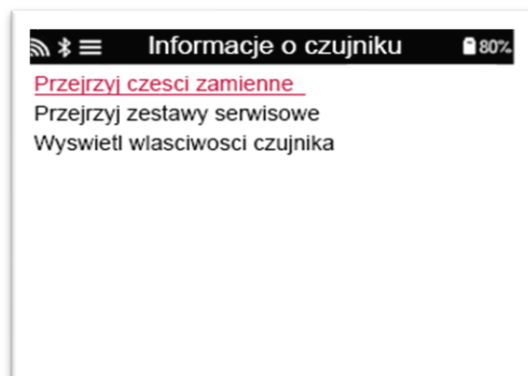 Informacje o czujniku 80%
Przejrzyj czesci zamienne
Przejrzyj zestawy serwisowe
Wyswietl wlasciwosci czujnika